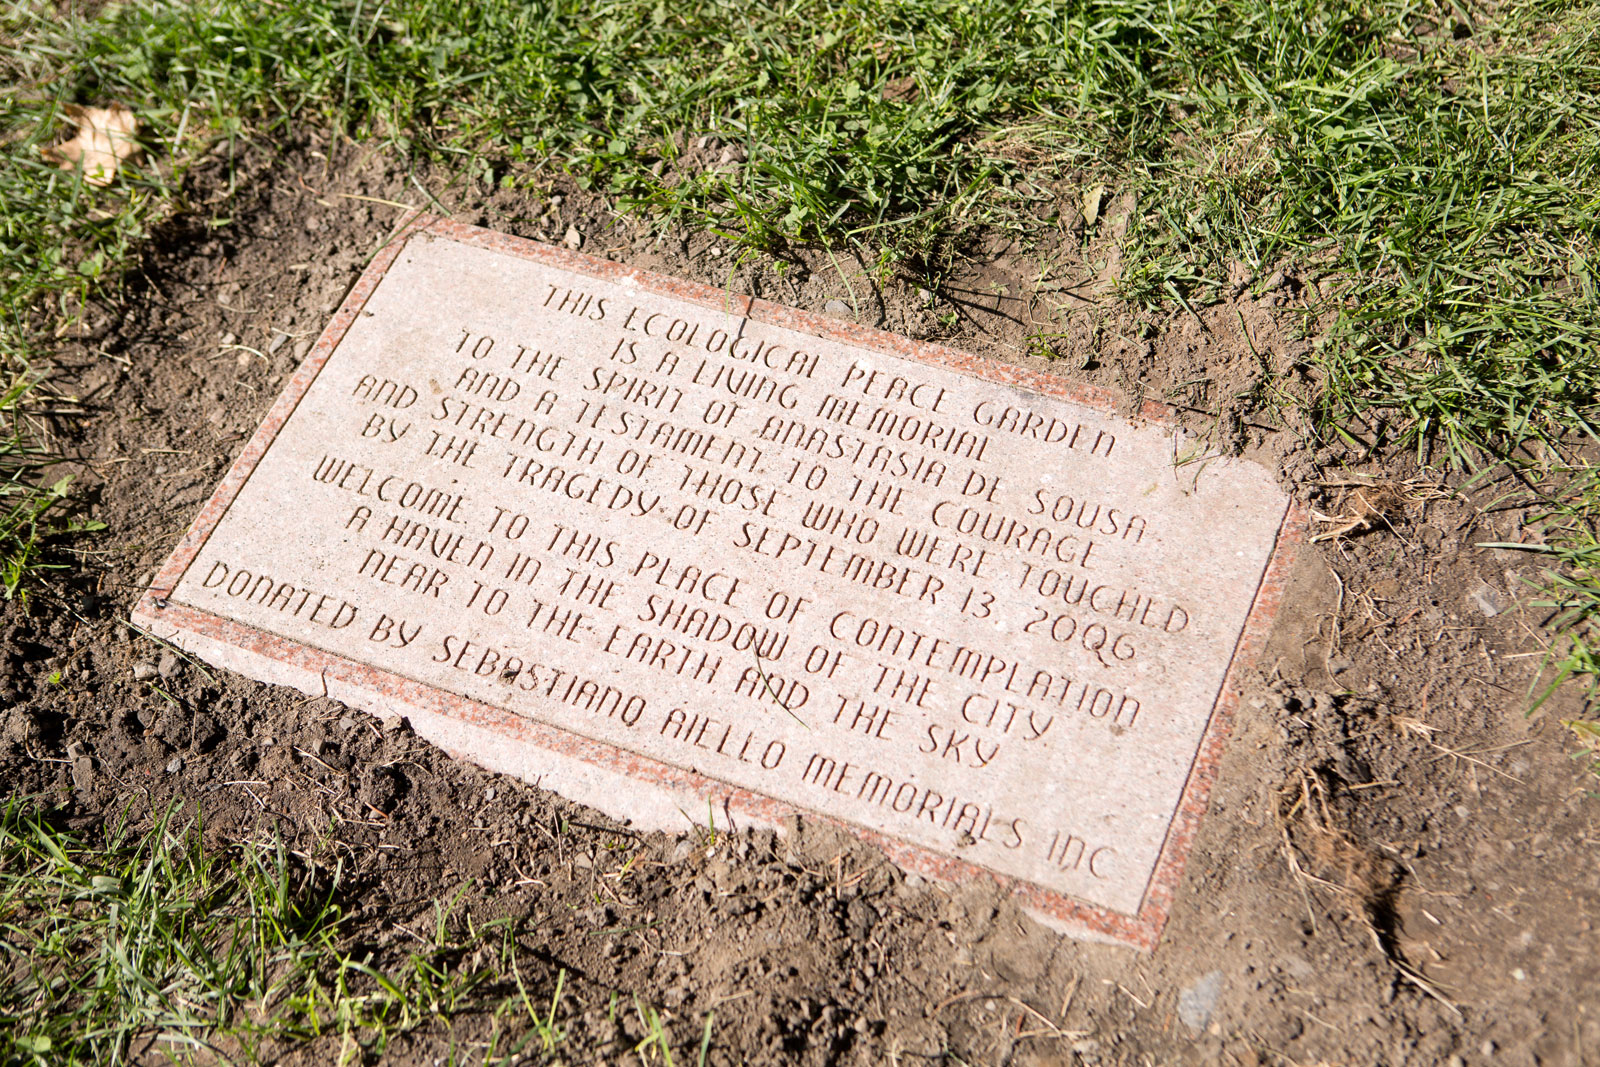 THIS ECOLOGICAL PEACE GARDEN
IS A LIVING MEMORIAL
TO THE SPIRIT OF ANASTASIA DE SOUSA
AND A TESTAMENT TO THE COURAGE
AND STRENGTH OF THOSE WHO WERE TOUCHED
BY THE TRAGEDY OF SEPTEMBER 13, 2006
WELCOME TO THIS PLACE OF CONTEMPLATION
A HAVEN IN THE SHADOW OF THE CITY.
NEAR TO THE EARTH AND THE SKY
DONATED BY SEBASTIANO AIELLO MEMORIALS INC